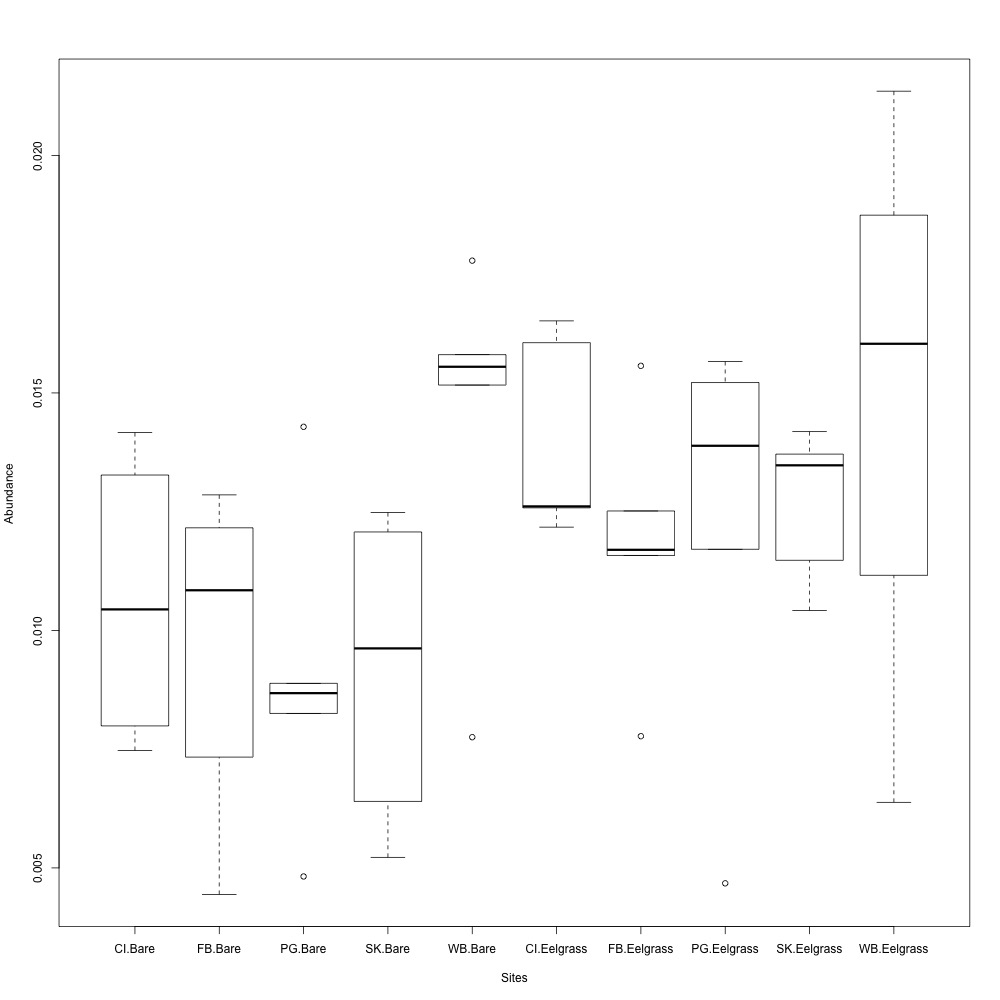 Abundance
0.020
0.015
0.010
0.005
CI.Bare FB.Bare PG.Bare SK.Bare WB.Bare CI.Eelgrass FB.Eelgrass PG.Eelgrass SK.Eelgrass WB.Eelgrass
Sites